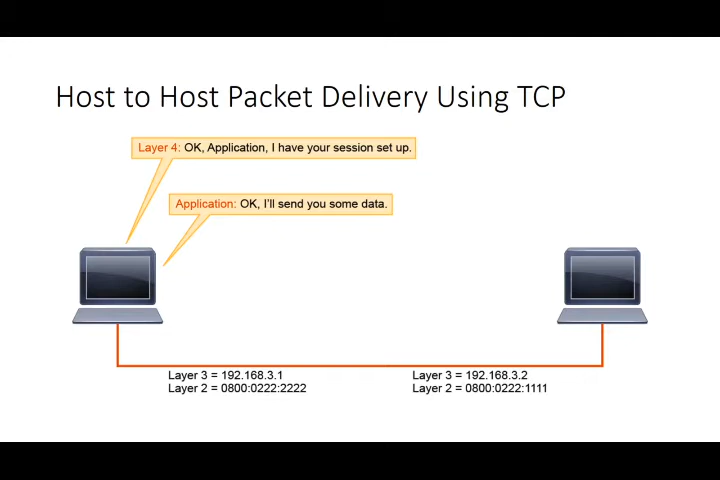 Host to Host Packet Delivery Using TCP
Layer 4: OK, Application, I have your session set up.
Application: OK, I'll send you some data.
Layer 3 = 192.168.3.1
Layer 2 = 0800:0222:2222
Layer 3 = 192.168.3.2
Layer 2 = 0800:0222:1111